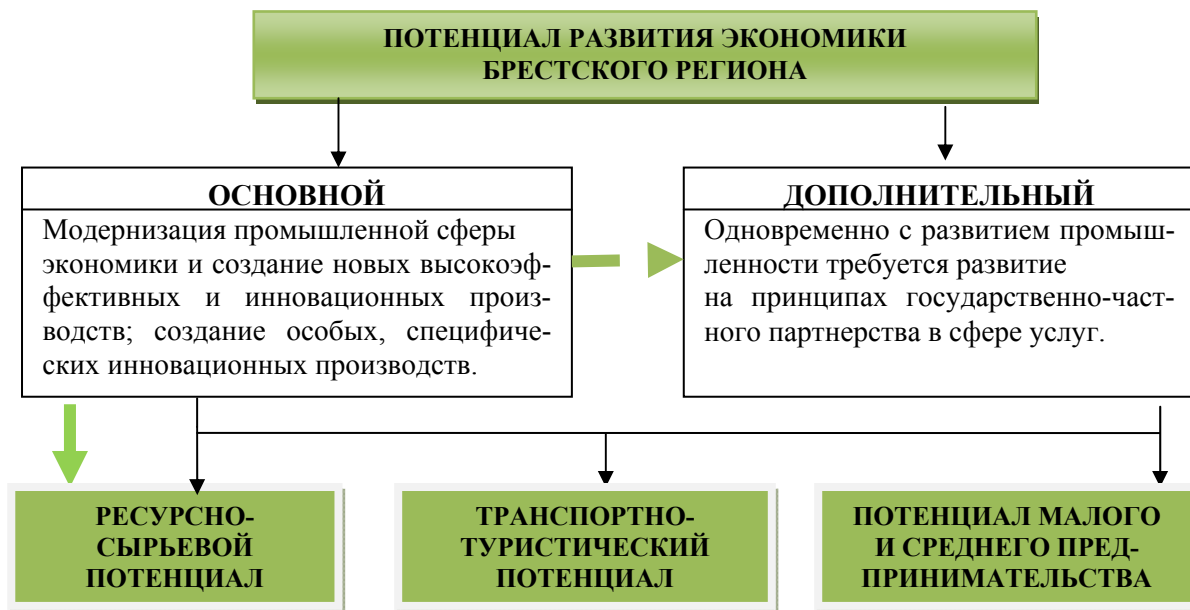 ПОТЕНЦИАЛ РАЗВИТИЯ ЭКОНОМИКИ
БРЕСТСКОГО РЕГИОНА
ОСНОВНОЙ
Модернизация промышленной сферы
экономики и создание новых высокоэф-
фективных и инновационных произ-
водств; создание особых, специфиче-
ских инновационных производств.
ДОПОЛНИТЕЛЬНЫЙ
Одновременно с развитием промыш-
ленности требуется развитие
на принципах государственно-част-
ного партнерства в сфере услуг.
РЕСУРСНО-
СЫРЬЕВОЙ
ПОТЕНЦИАЛ
ТРАНСПОРТНО-
ТУРИСТИЧЕСКИЙ
ПОТЕНЦИАЛ
ПОТЕНЦИАЛ МАЛОГО
И СРЕДНЕГО ПРЕД-
ПРИНИМАТЕЛЬСТВА